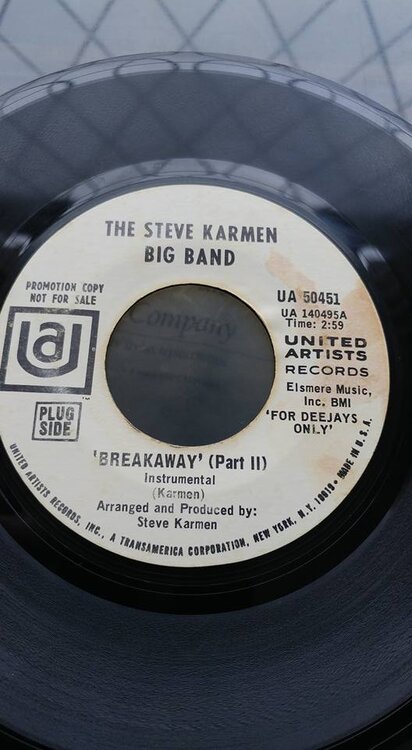 THE STEVE KARMEN
BIG BAND
PROMOTION COPY
NOT FOR SALE
UA
PLUG
SIDE
UA 50451
UA 140495A
Time: 2:59
UNITED
ARTISTS
RECORDS
Elsmere Music,
Inc. BMI
'FOR DEEJAYS
ONLY'
Company
'BREAKAWAY' (Part II)
Instrumental
(Karmen)
Arranged and Produced by:
Steve Karmen
UNITED ARTISTS RECORDS, INC., A TRANSAMERICA CORPORATION, NEW YORK, N.Y. 10019 - MADE IN U.S.A.